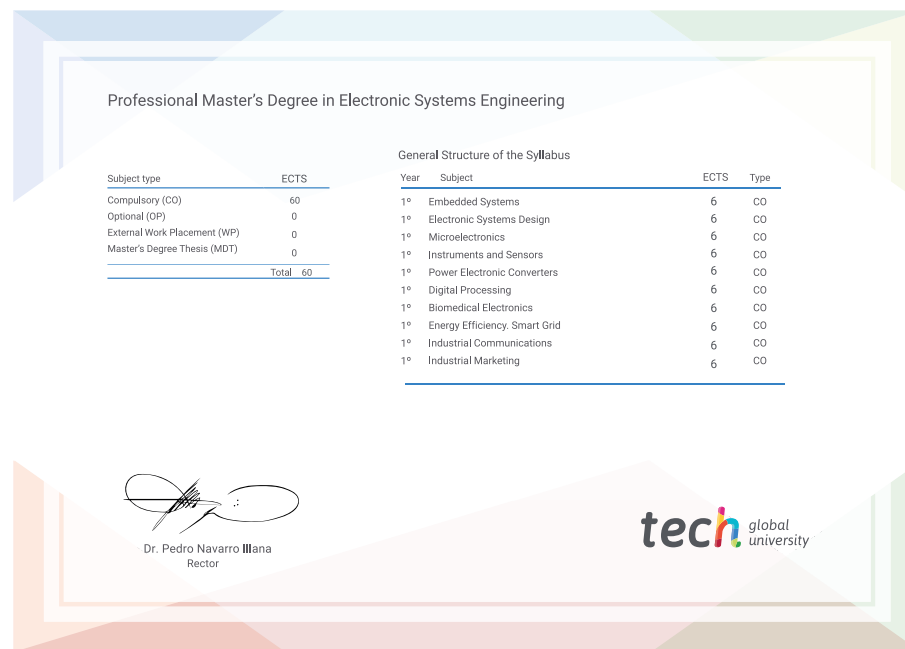 Professional Master's Degree in Electronic Systems Engineering
Subject type ECTS
Compulsory (CO) 60
Optional (OP) 0
External Work Placement (WP) 0
Master's Degree Thesis (MDT) 0
Total 60
General Structure of the Syllabus
Year Subject ECTS Type
1º Embedded Systems 6 CO
1º Electronic Systems Design 6 CO
1º Microelectronics 6 CO
1º Instruments and Sensors 6 CO
1º Power Electronic Converters 6 CO
1º Digital Processing 6 CO
1º Biomedical Electronics 6 CO
1º Energy Efficiency. Smart Grid 6 CO
1º Industrial Communications 6 CO
1º Industrial Marketing 6 CO
Dr. Pedro Navarro Illana
Rector
tech global
university